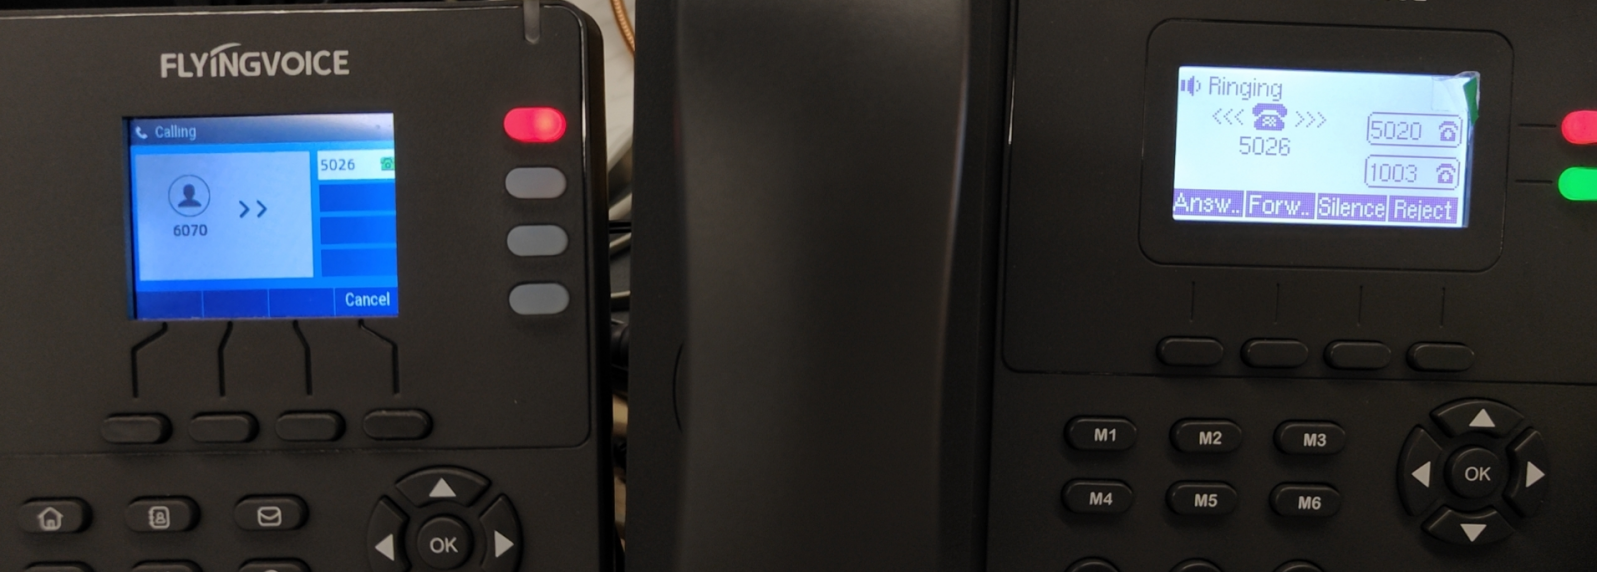 FLYINGVOICE
Calling
5026
6070
Cancel
OK
Ringing
<<< >>>
5026
5020
1003
Answ.. Forw.. Silence Reject
M1 M2 M3
M4 M5 M6
OK